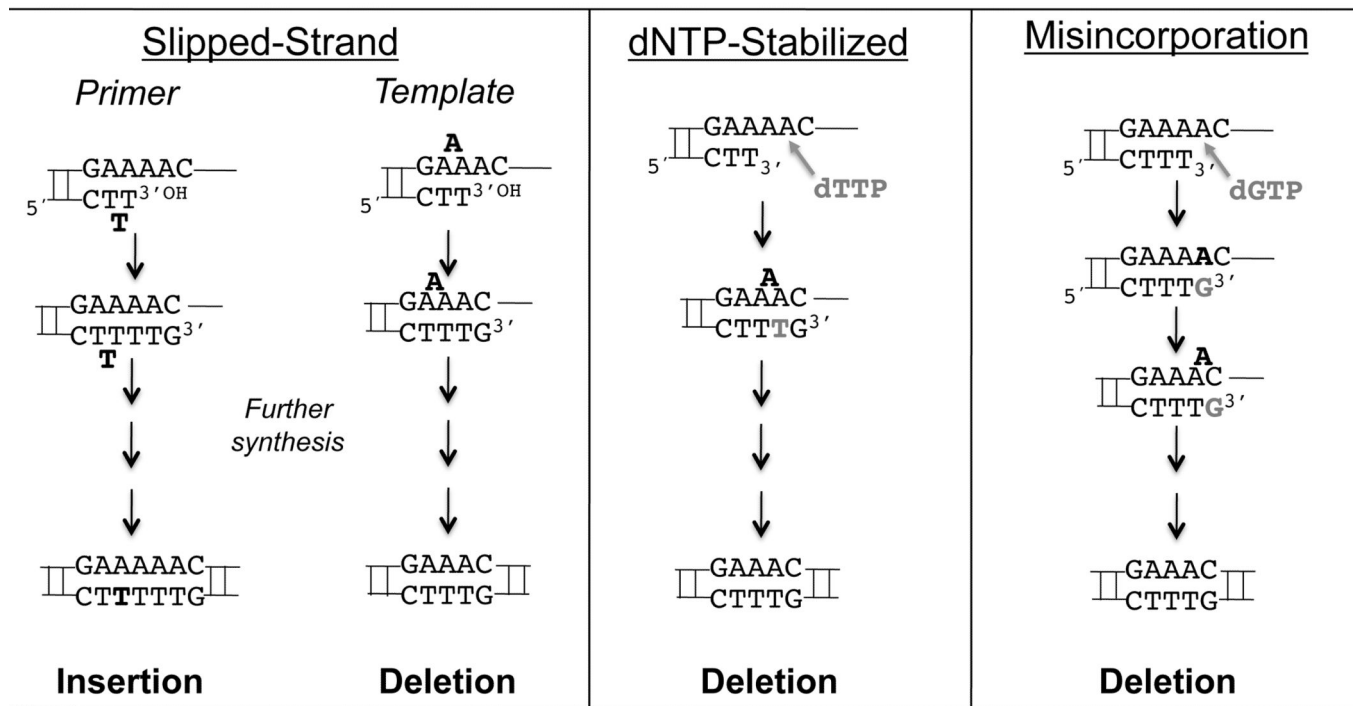 Slipped-Strand
Primer
GAAAAC
5′ CTT3′OH
T
GAAAAC
CTTTTG3′
T
GAAAAAC
CTTTTTG
Insertion
Template
A
GAAAC
5′ CTT3′OH
A
GAAAC
CTTTG3′
Further
synthesis
GAAAC
CTTTG
Deletion
dNTP-Stabilized
GAAAAC
5′ CTT3′
dTTP
A
GAAAC
CTTTG3′
GAAAC
CTTTG
Deletion
Misincorporation
GAAAAC
5′ CTTT3′
dGTP
GAAAAC
5′ CTTTG3′
A
GAAAC
CTTTG3′
GAAAC
CTTTG
Deletion